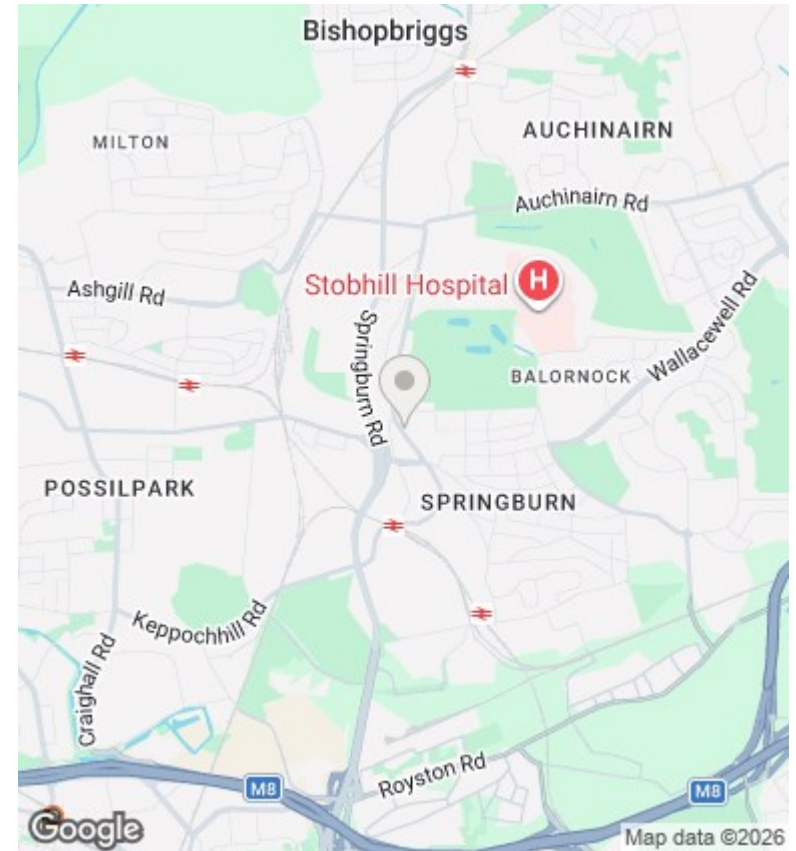 Bishopbriggs
MILTON
AUCHINAIRN
Auchinairn Rd
Stobhill Hospital
H
Ashgill Rd
Springburn Rd
Wallacewell Rd
BALORNOCK
POSSILPARK
SPRINGBURN
Keppochhill Rd
Craighall Rd
Royston Rd
M8
M8
Google
Map data ©2026